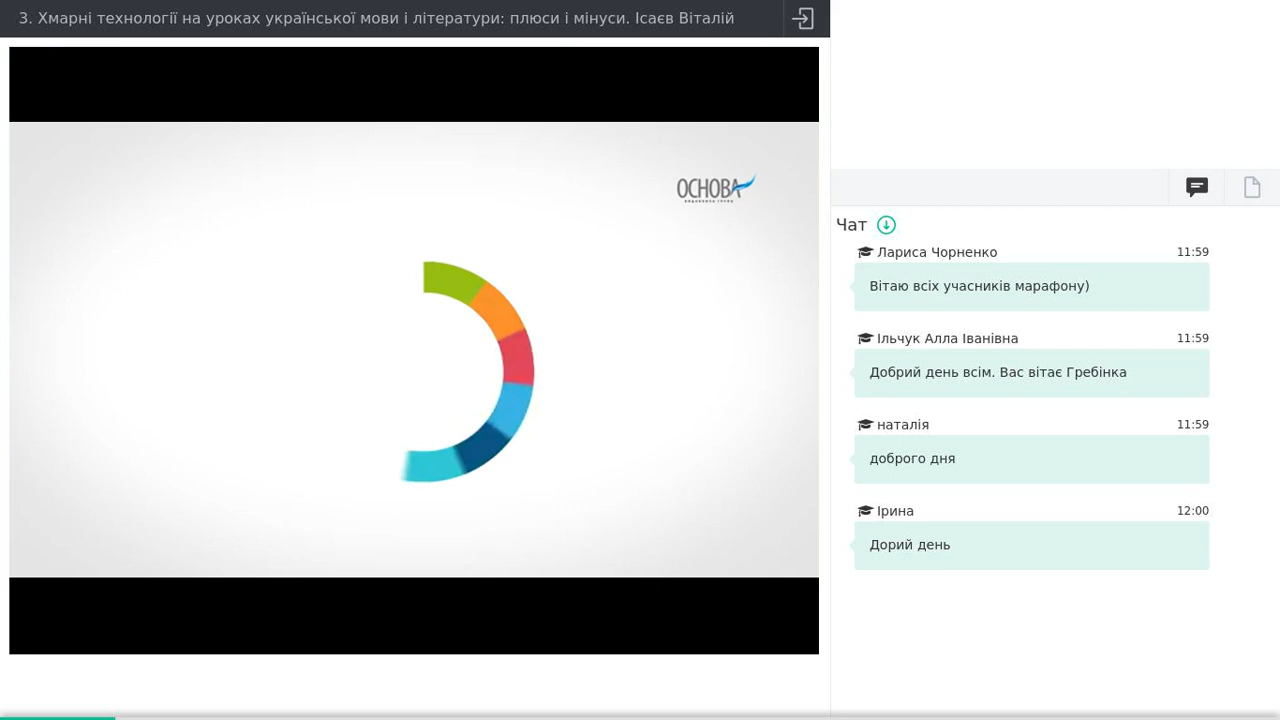 3. Хмарні технології на уроках української мови і літератури: плюси і мінуси. Ісаєв Віталій
ОСНОВА
ВИДАВНИЧА ГРУПА
Чат
Лариса Чорненко 11:59
Вітаю всіх учасників марафону)
Ільчук Алла Іванівна 11:59
Добрий день всім. Вас вітає Гребінка
наталія 11:59
доброго дня
Ірина 12:00
Дорий день